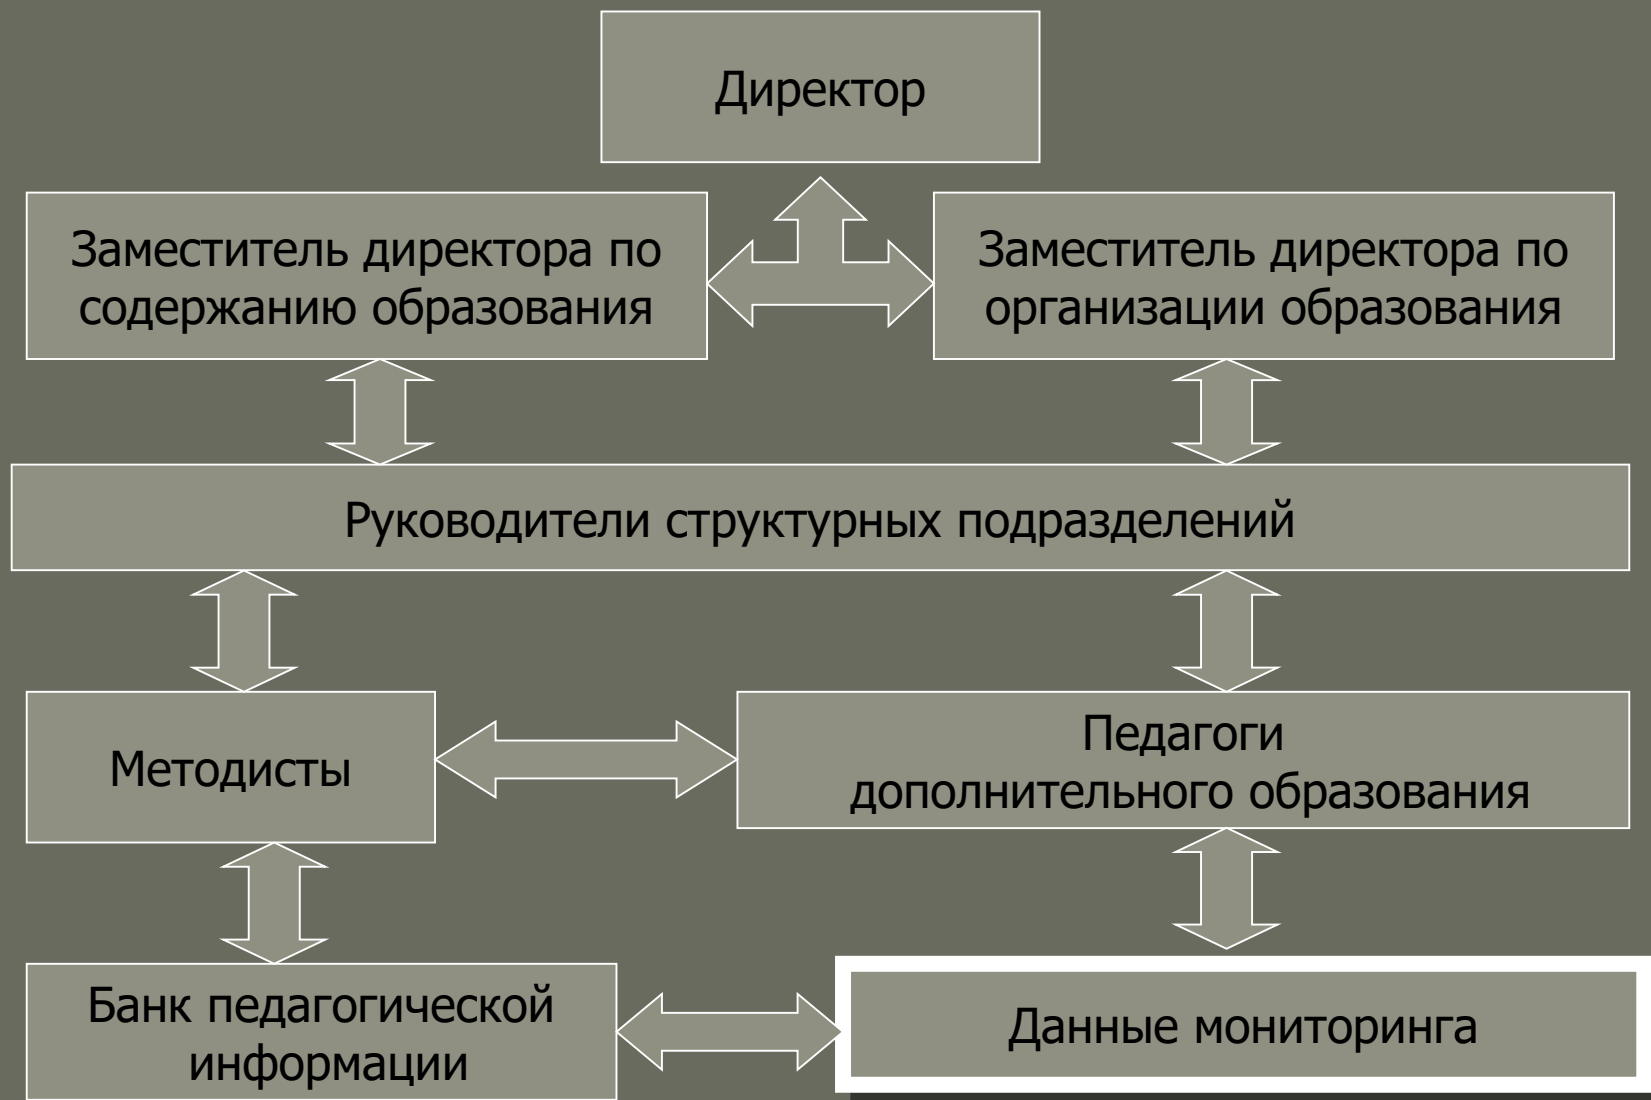 Директор
Заместитель директора по
содержанию образования
Заместитель директора по
организации образования
Руководители структурных подразделений
Методисты
Педагоги
дополнительного образования
Банк педагогической
информации
Данные мониторинга